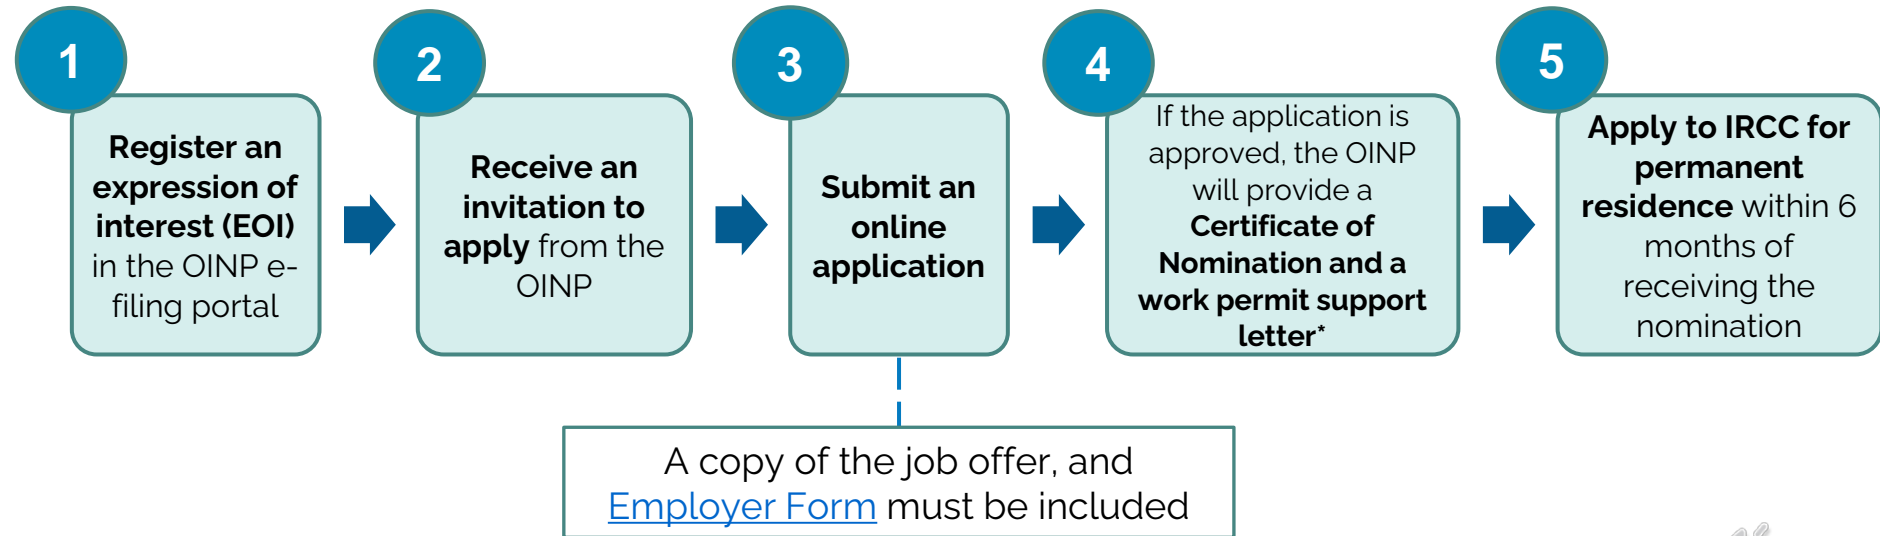 1
Register an
expression of
interest (EOI)
in the OINP e-
filing portal
2
Receive an
invitation to
apply from the
OINP
3
Submit an
online
application
4
If the application is
approved, the OINP
will provide a
Certificate of
Nomination and a
work permit support
letter*
5
Apply to IRCC for
permanent
residence within 6
months of
receiving the
nomination
A copy of the job offer, and
Employer Form must be included